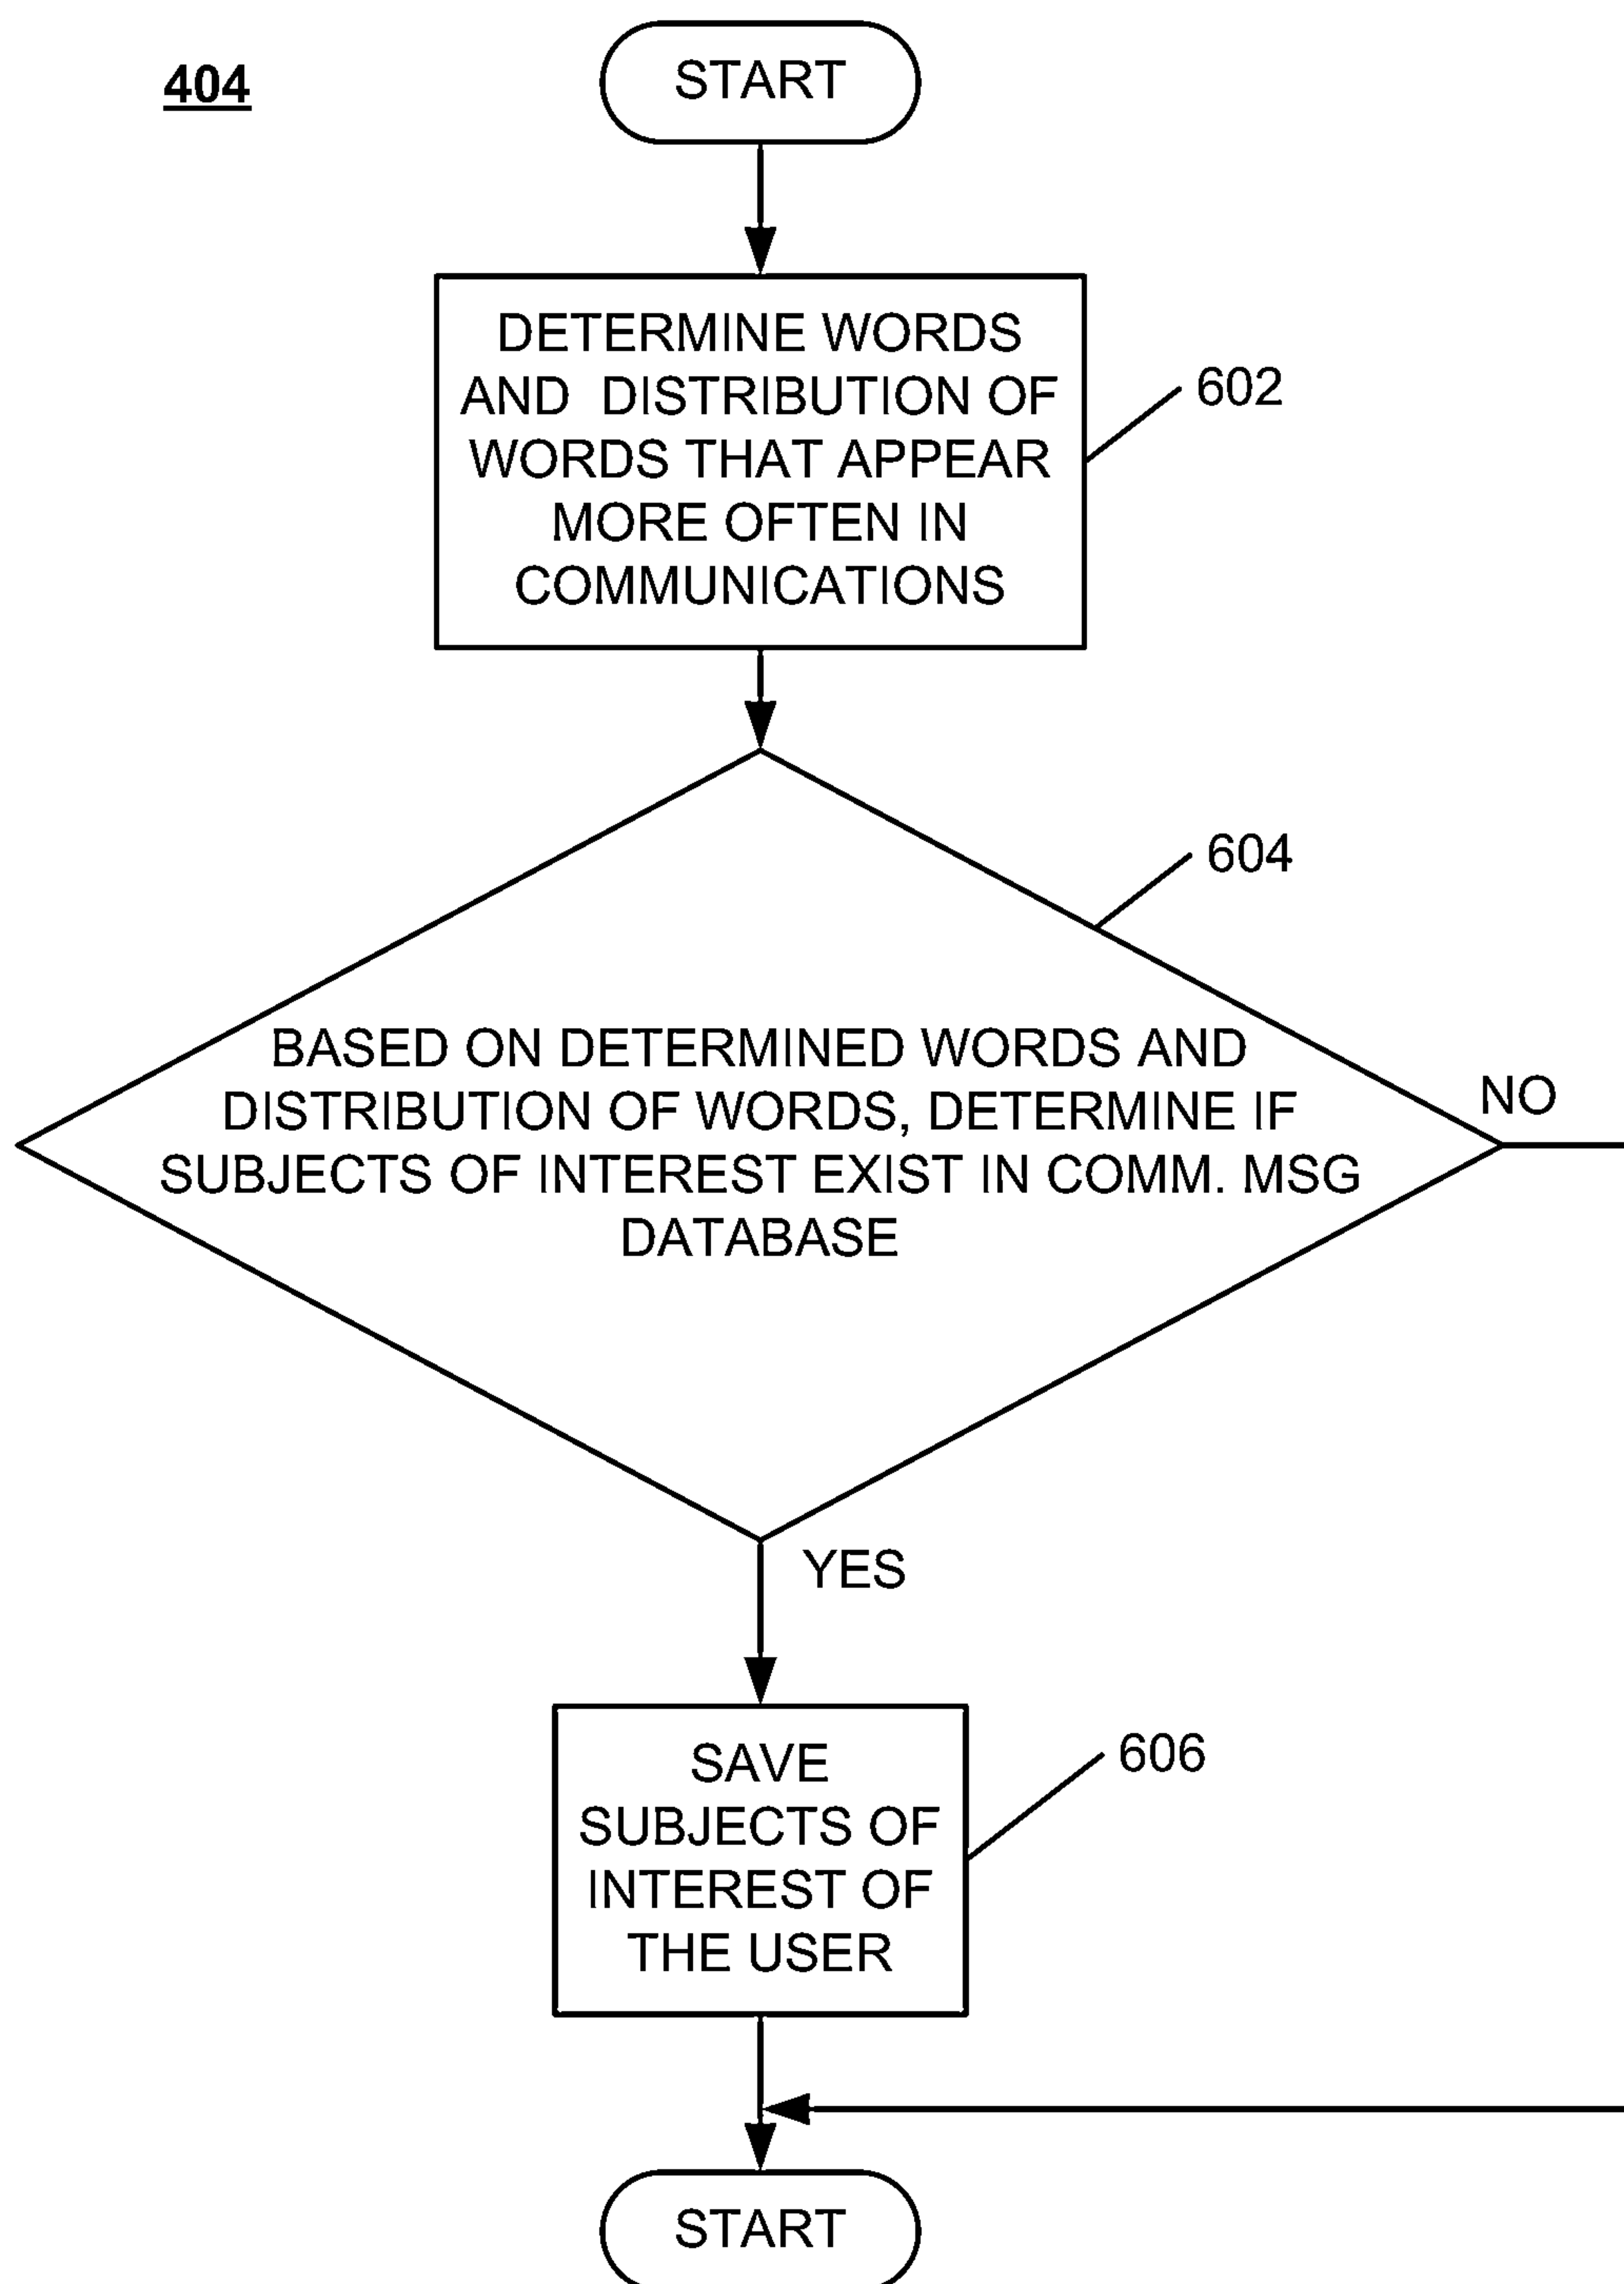 404
START
DETERMINE WORDS
AND DISTRIBUTION OF
WORDS THAT APPEAR
MORE OFTEN IN
COMMUNICATIONS
602
604
BASED ON DETERMINED WORDS AND
DISTRIBUTION OF WORDS, DETERMINE IF
SUBJECTS OF INTEREST EXIST IN COMM. MSG
DATABASE
NO
YES
SAVE
SUBJECTS OF
INTEREST OF
THE USER
606
START